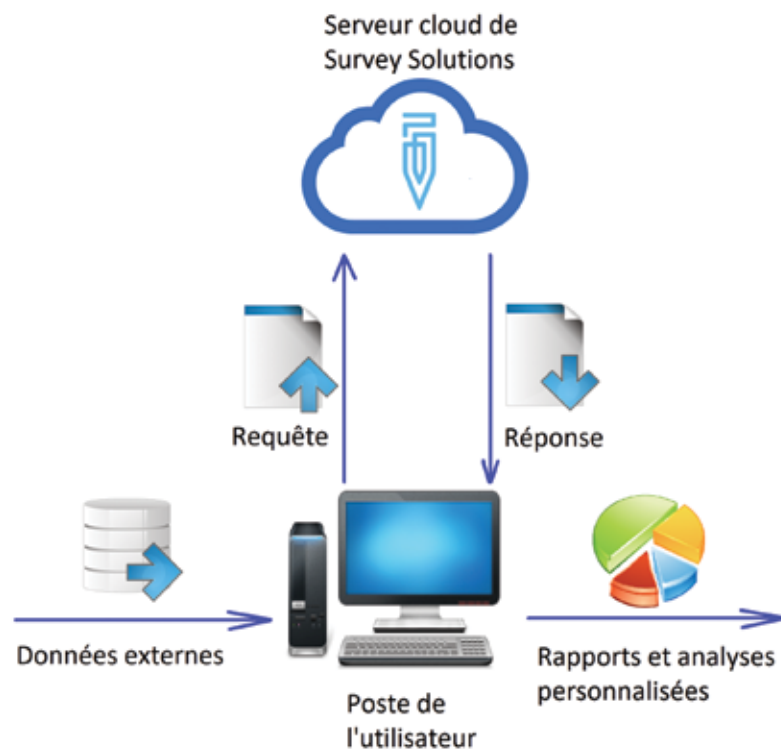 Serveur cloud de
Survey Solutions
Requête
Réponse
Données externes
Poste de
l'utilisateur
Rapports et analyses
personnalisées